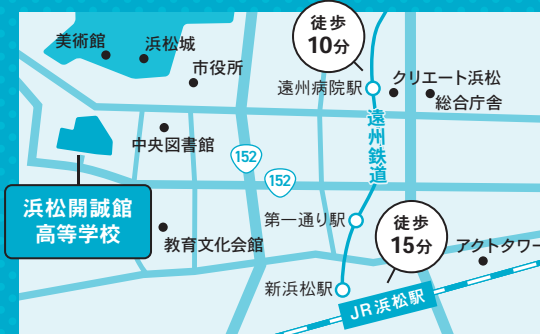 徒歩
10分
美術館
浜松城
市役所
遠州病院駅
クリエート浜松
総合庁舎
遠州鉄道
中央図書館
152
152
浜松開誠館
高等学校
教育文化会館
第一通り駅
徒歩
15分
アクトタワー
新浜松駅
JR浜松駅